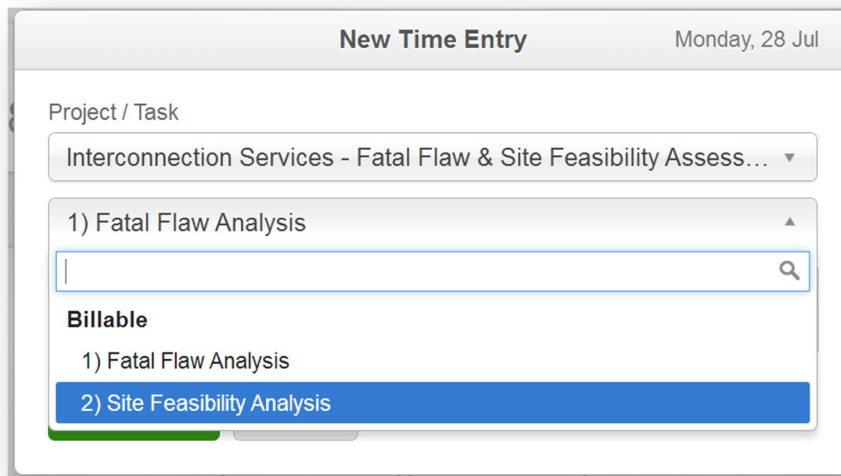 New Time Entry
Monday, 28 Jul
Project / Task
Interconnection Services - Fatal Flaw & Site Feasibility Assess…
1) Fatal Flaw Analysis
Billable
1) Fatal Flaw Analysis
2) Site Feasibility Analysis